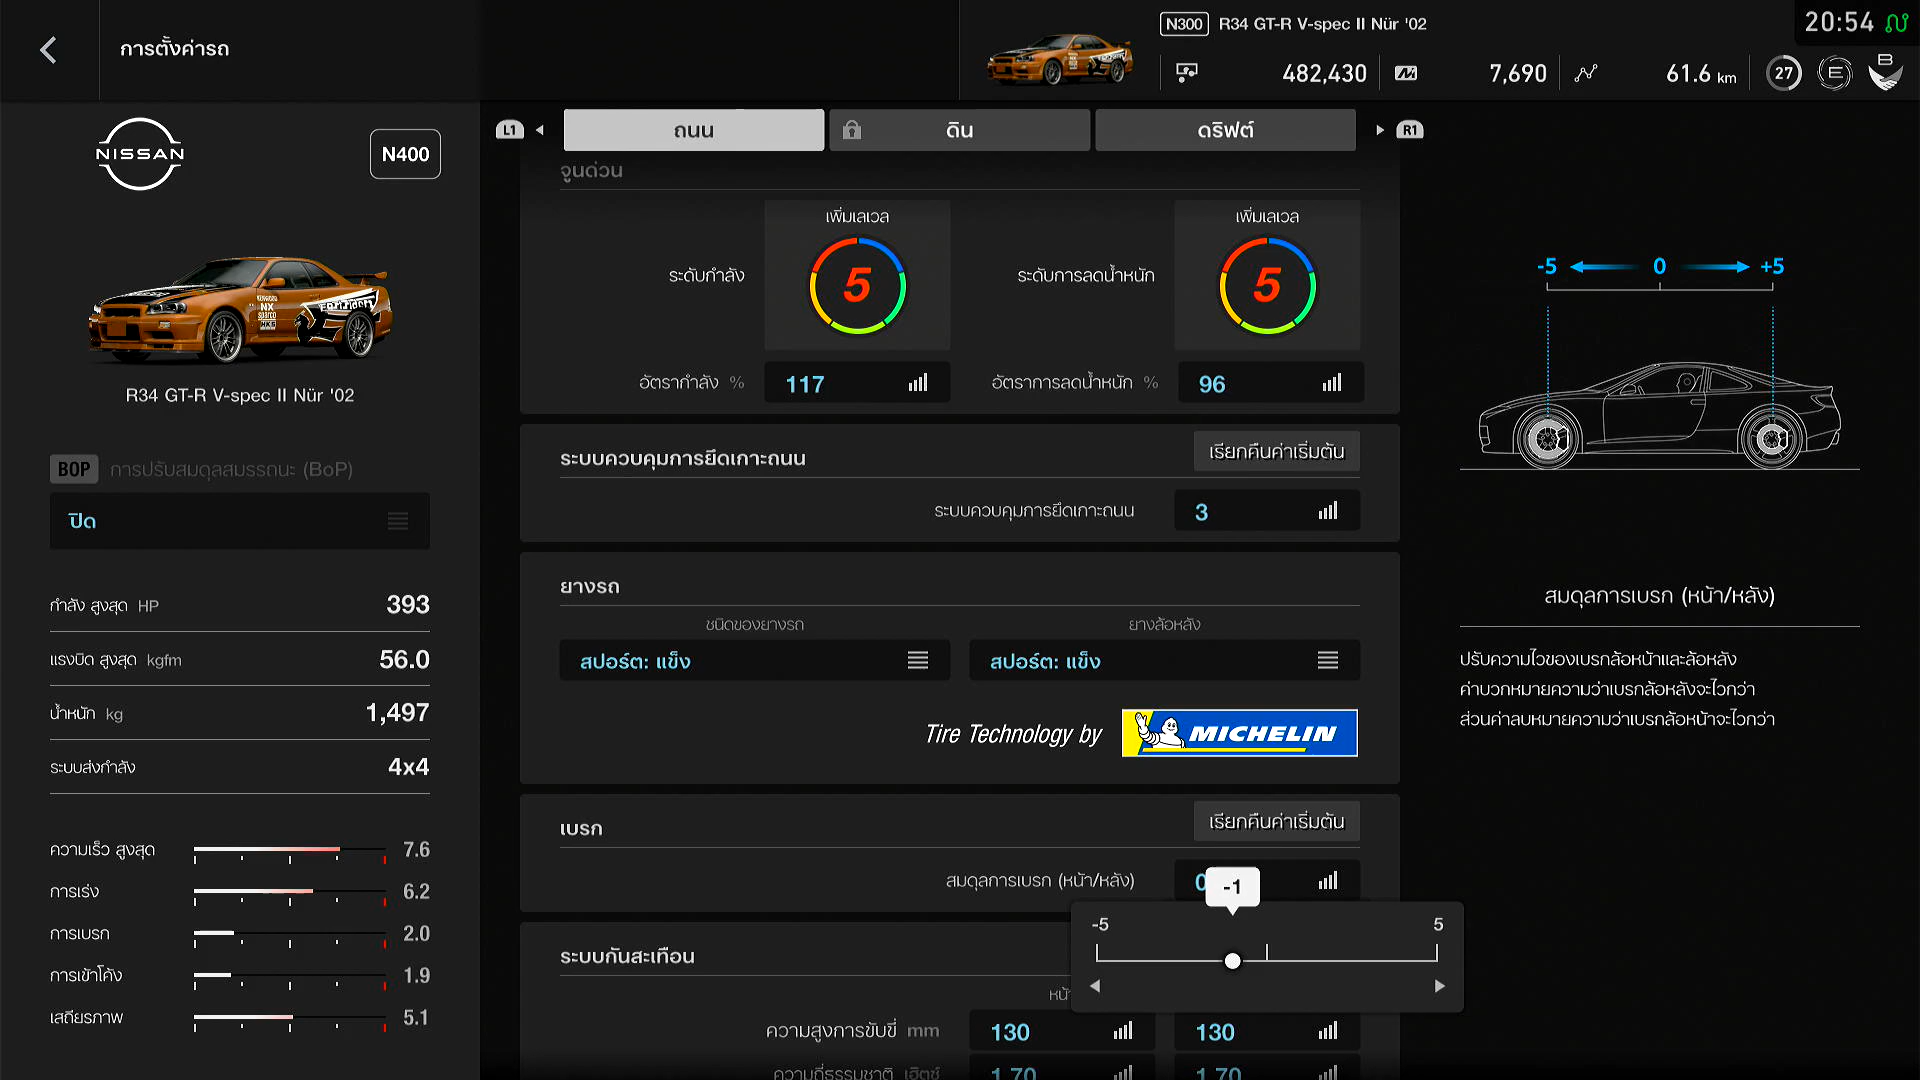 การตั้งค่ารถ
N300 R34 GT-R V-spec II Nür '02
20:54
482,430
7,690
61.6 km
27
E
B
NISSAN
N400
R34 GT-R V-spec II Nür '02
BOP การปรับสมดุลสมรรถนะ (BoP)
ปิด
กำลัง สูงสุด HP 393
แรงบิด สูงสุด kgfm 56.0
น้ำหนัก kg 1,497
ระบบส่งกำลัง 4x4
ความเร็ว สูงสุด 7.6
การเร่ง 6.2
การเบรก 2.0
การเข้าโค้ง 1.9
เสถียรภาพ 5.1
L1 ถนน ดิน ดริฟต์ R1
จูนด่วน
เพิ่มเลเวล เพิ่มเลเวล
ระดับกำลัง 5 ระดับการลดน้ำหนัก 5
อัตรากำลัง % 117 อัตราการลดน้ำหนัก % 96
ระบบควบคุมการยึดเกาะถนน เรียกคืนค่าเริ่มต้น
ระบบควบคุมการยึดเกาะถนน 3
ยางรถ
ชนิดของยางรถ ยางล้อหลัง
สปอร์ต: แข็ง สปอร์ต: แข็ง
Tire Technology by MICHELIN
เบรก เรียกคืนค่าเริ่มต้น
สมดุลการเบรก (หน้า/หลัง) 0
-1
-5 5
ระบบกันสะเทือน
ความสูงการขับขี่ mm 130 130
ความถี่ธรรมชาติ เฮิตซ์ 1.70 1.70
-5 0 +5
สมดุลการเบรก (หน้า/หลัง)
ปรับความไวของเบรกล้อหน้าและล้อหลัง
ค่าบวกหมายความว่าเบรกล้อหลังจะไวกว่า
ส่วนค่าลบหมายความว่าเบรกล้อหน้าจะไวกว่า